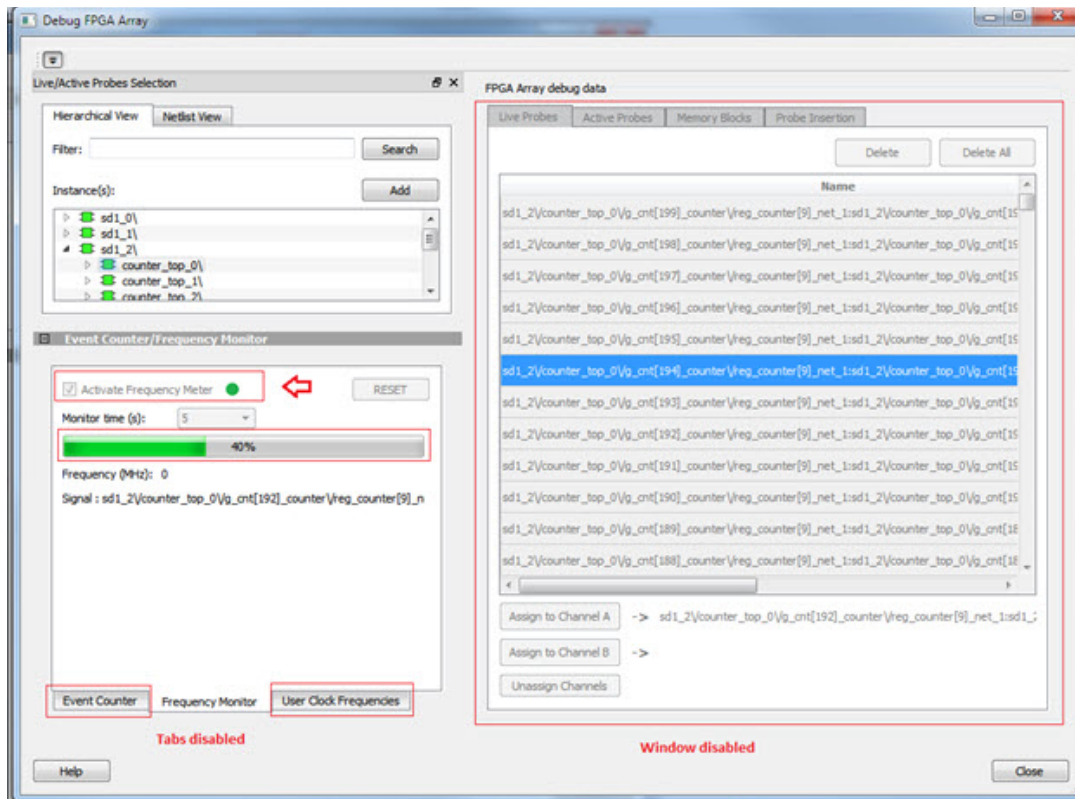 Debug FPGA Array
Live/Active Probes Selection
Hierarchical View
Netlist View
Filter:
Search
Instance(s):
Add
sd1_0\
sd1_1\
sd1_2\
counter_top_0\
counter_top_1\
counter_top_2\
Event Counter/Frequency Monitor
Activate Frequency Meter
RESET
Monitor time (s):
5
40%
Frequency (MHz): 0
Signal : sd1_2\/counter_top_0\/g_cnt[192]_counter\/reg_counter[9]_n
Event Counter
Frequency Monitor
User Clock Frequencies
Tabs disabled
Help
FPGA Array debug data
Live Probes
Active Probes
Memory Blocks
Probe Insertion
Delete
Delete All
Name
sd1_2\/counter_top_0\/g_cnt[199]_counter\/reg_counter[9]_net_1:sd1_2\/counter_top_0\/g_cnt[19
sd1_2\/counter_top_0\/g_cnt[198]_counter\/reg_counter[9]_net_1:sd1_2\/counter_top_0\/g_cnt[19
sd1_2\/counter_top_0\/g_cnt[197]_counter\/reg_counter[9]_net_1:sd1_2\/counter_top_0\/g_cnt[19
sd1_2\/counter_top_0\/g_cnt[196]_counter\/reg_counter[9]_net_1:sd1_2\/counter_top_0\/g_cnt[19
sd1_2\/counter_top_0\/g_cnt[195]_counter\/reg_counter[9]_net_1:sd1_2\/counter_top_0\/g_cnt[19
sd1_2\/counter_top_0\/g_cnt[194]_counter\/reg_counter[9]_net_1:sd1_2\/counter_top_0\/g_cnt[19
sd1_2\/counter_top_0\/g_cnt[193]_counter\/reg_counter[9]_net_1:sd1_2\/counter_top_0\/g_cnt[19
sd1_2\/counter_top_0\/g_cnt[192]_counter\/reg_counter[9]_net_1:sd1_2\/counter_top_0\/g_cnt[19
sd1_2\/counter_top_0\/g_cnt[191]_counter\/reg_counter[9]_net_1:sd1_2\/counter_top_0\/g_cnt[19
sd1_2\/counter_top_0\/g_cnt[190]_counter\/reg_counter[9]_net_1:sd1_2\/counter_top_0\/g_cnt[19
sd1_2\/counter_top_0\/g_cnt[189]_counter\/reg_counter[9]_net_1:sd1_2\/counter_top_0\/g_cnt[18
sd1_2\/counter_top_0\/g_cnt[188]_counter\/reg_counter[9]_net_1:sd1_2\/counter_top_0\/g_cnt[18
Assign to Channel A -> sd1_2\/counter_top_0\/g_cnt[192]_counter\/reg_counter[9]_net_1:sd1_2
Assign to Channel B ->
Unassign Channels
Window disabled
Close